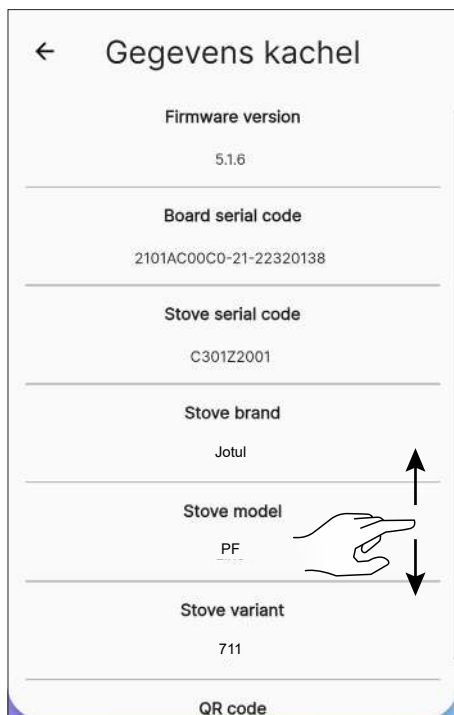 Gegevens kachel
Firmware version
5.1.6
Board serial code
2101AC00C0-21-22320138
Stove serial code
C301Z2001
Stove brand
Jotul
Stove model
PF
Stove variant
711
QR code